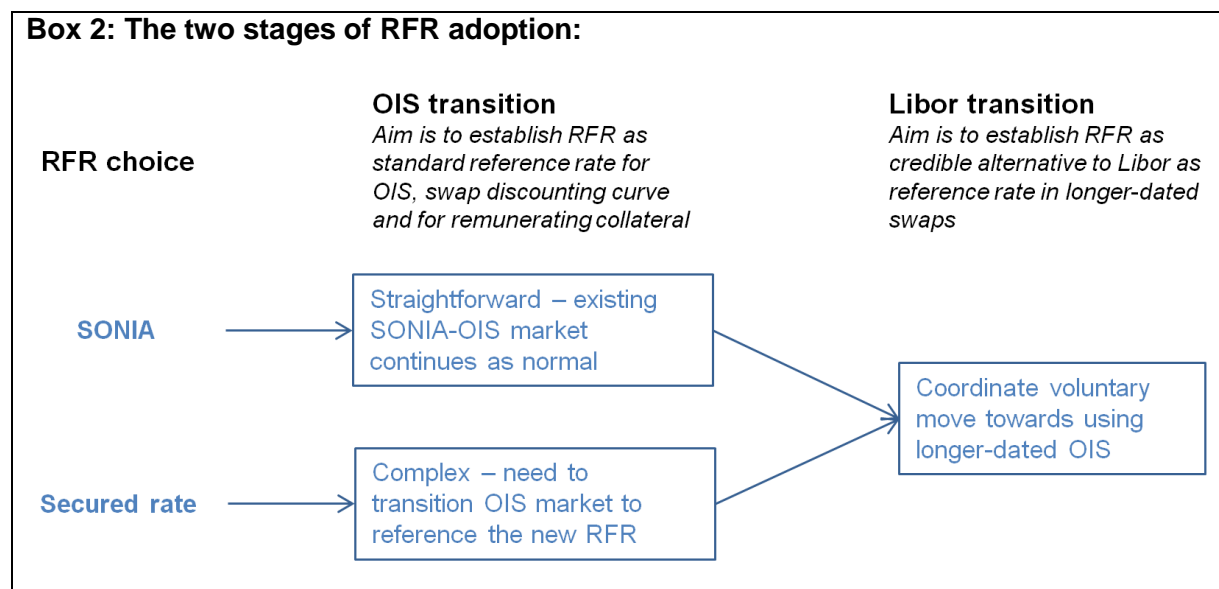 Box 2: The two stages of RFR adoption:
RFR choice
OIS transition
Aim is to establish RFR as
standard reference rate for
OIS, swap discounting curve
and for remunerating collateral
Libor transition
Aim is to establish RFR as
credible alternative to Libor as
reference rate in longer-dated
swaps
SONIA
Straightforward – existing
SONIA-OIS market
continues as normal
Secured rate
Complex – need to
transition OIS market to
reference the new RFR
Coordinate voluntary
move towards using
longer-dated OIS